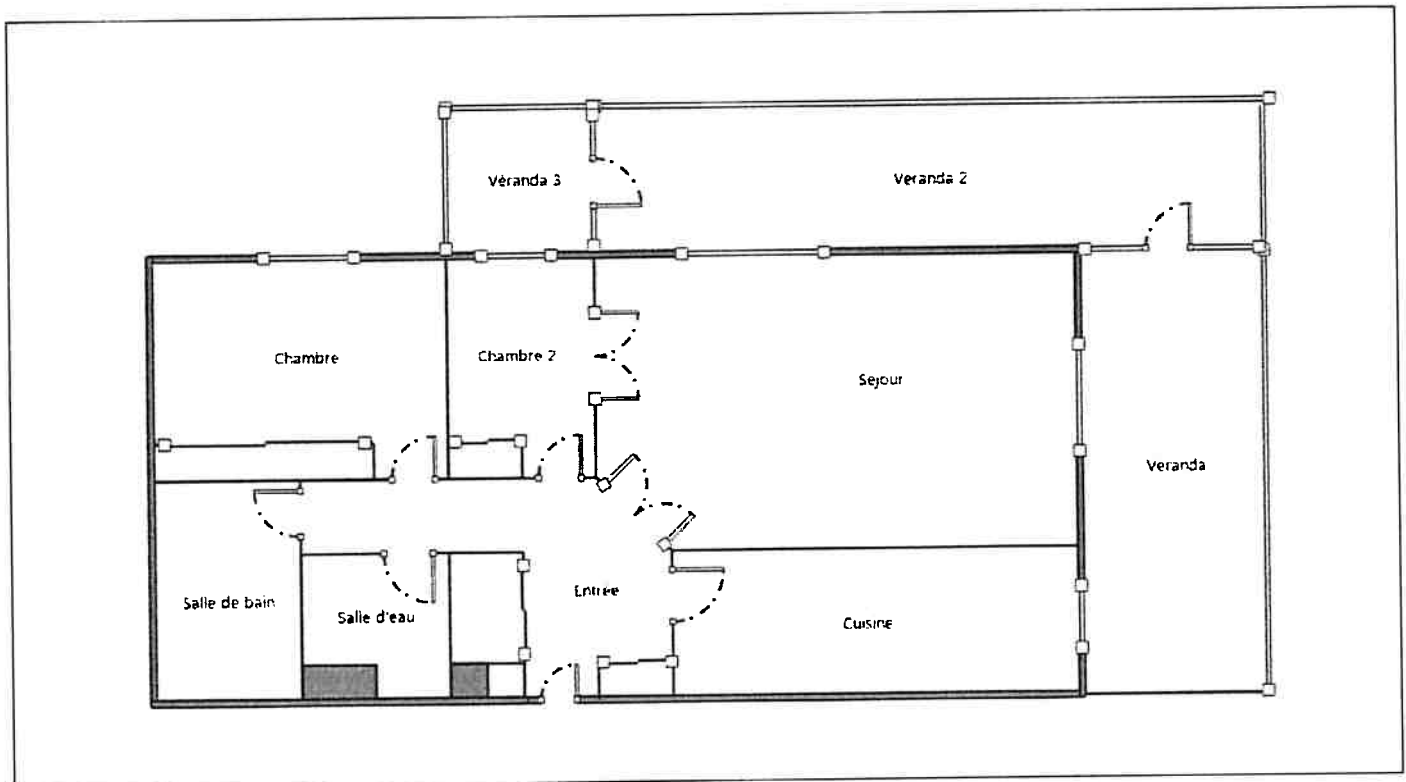 Véranda 3
Veranda 2
Chambre
Chambre 2
Sejour
Veranda
Salle de bain
Salle d'eau
Entrée
Cuisine